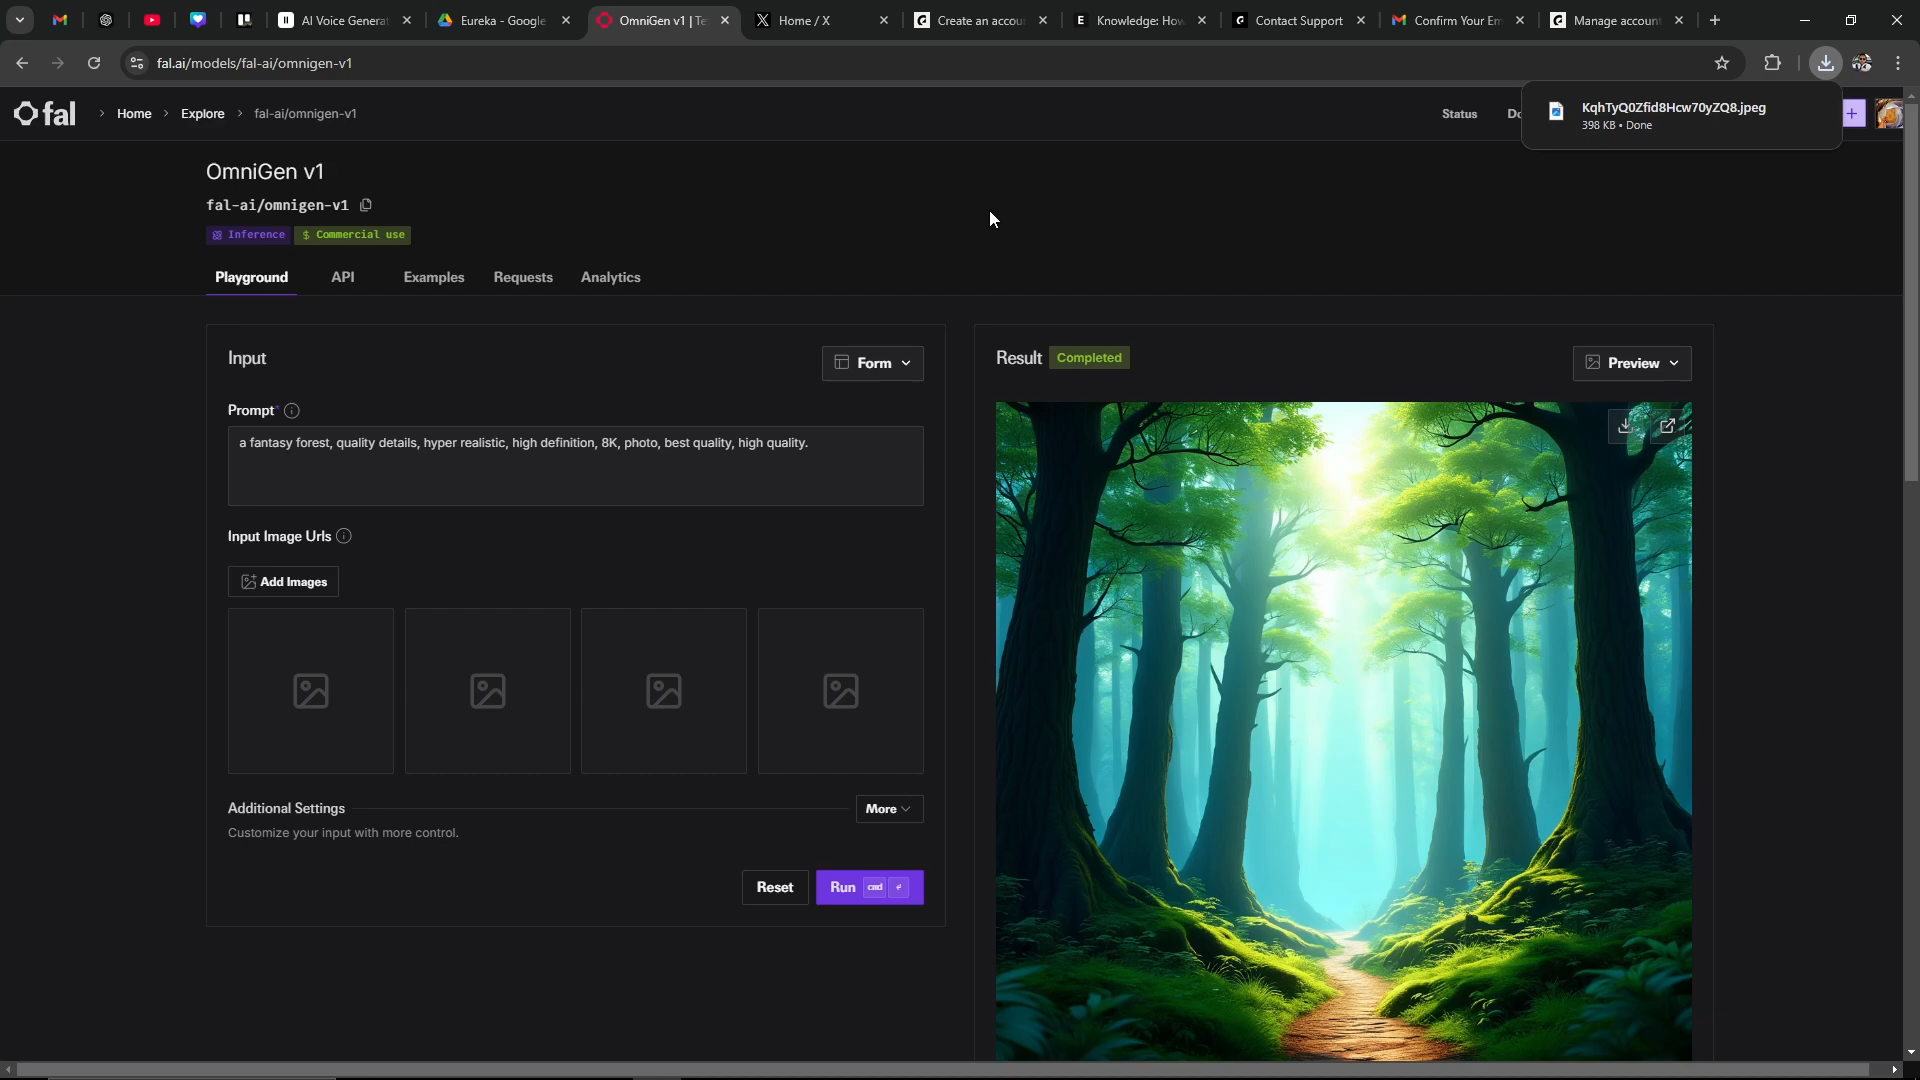 AI Voice Generat
Eureka - Google
OmniGen v1 | Te
Home / X
Create an accou
Knowledge: How
Contact Support
Confirm Your Em
Manage account
fal.ai/models/fal-ai/omnigen-v1
KqhTyQ0Zfid8Hcw70yZQ8.jpeg
398 KB • Done
fal
Home
Explore
fal-ai/omnigen-v1
Status
OmniGen v1
fal-ai/omnigen-v1
Inference
$ Commercial use
Playground
API
Examples
Requests
Analytics
Input
Form
Prompt*
a fantasy forest, quality details, hyper realistic, high definition, 8K, photo, best quality, high quality.
Input Image Urls
Add Images
Additional Settings
More
Customize your input with more control.
Reset
Run cmd
Result Completed
Preview